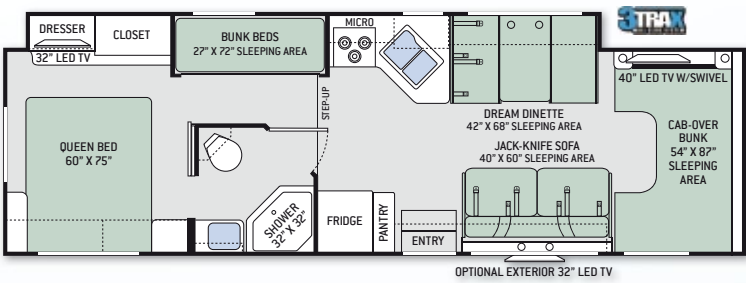 3TRAX
DRESSER
CLOSET
32" LED TV
BUNK BEDS
27" X 72" SLEEPING AREA
MICRO
STEP-UP
40" LED TV W/SWIVEL
DREAM DINETTE
42" X 68" SLEEPING AREA
JACK-KNIFE SOFA
40" X 60" SLEEPING AREA
CAB-OVER
BUNK
54" X 87"
SLEEPING
AREA
QUEEN BED
60" X 75"
SHOWER
32" X 32"
FRIDGE
PANTRY
ENTRY
OPTIONAL EXTERIOR 32" LED TV